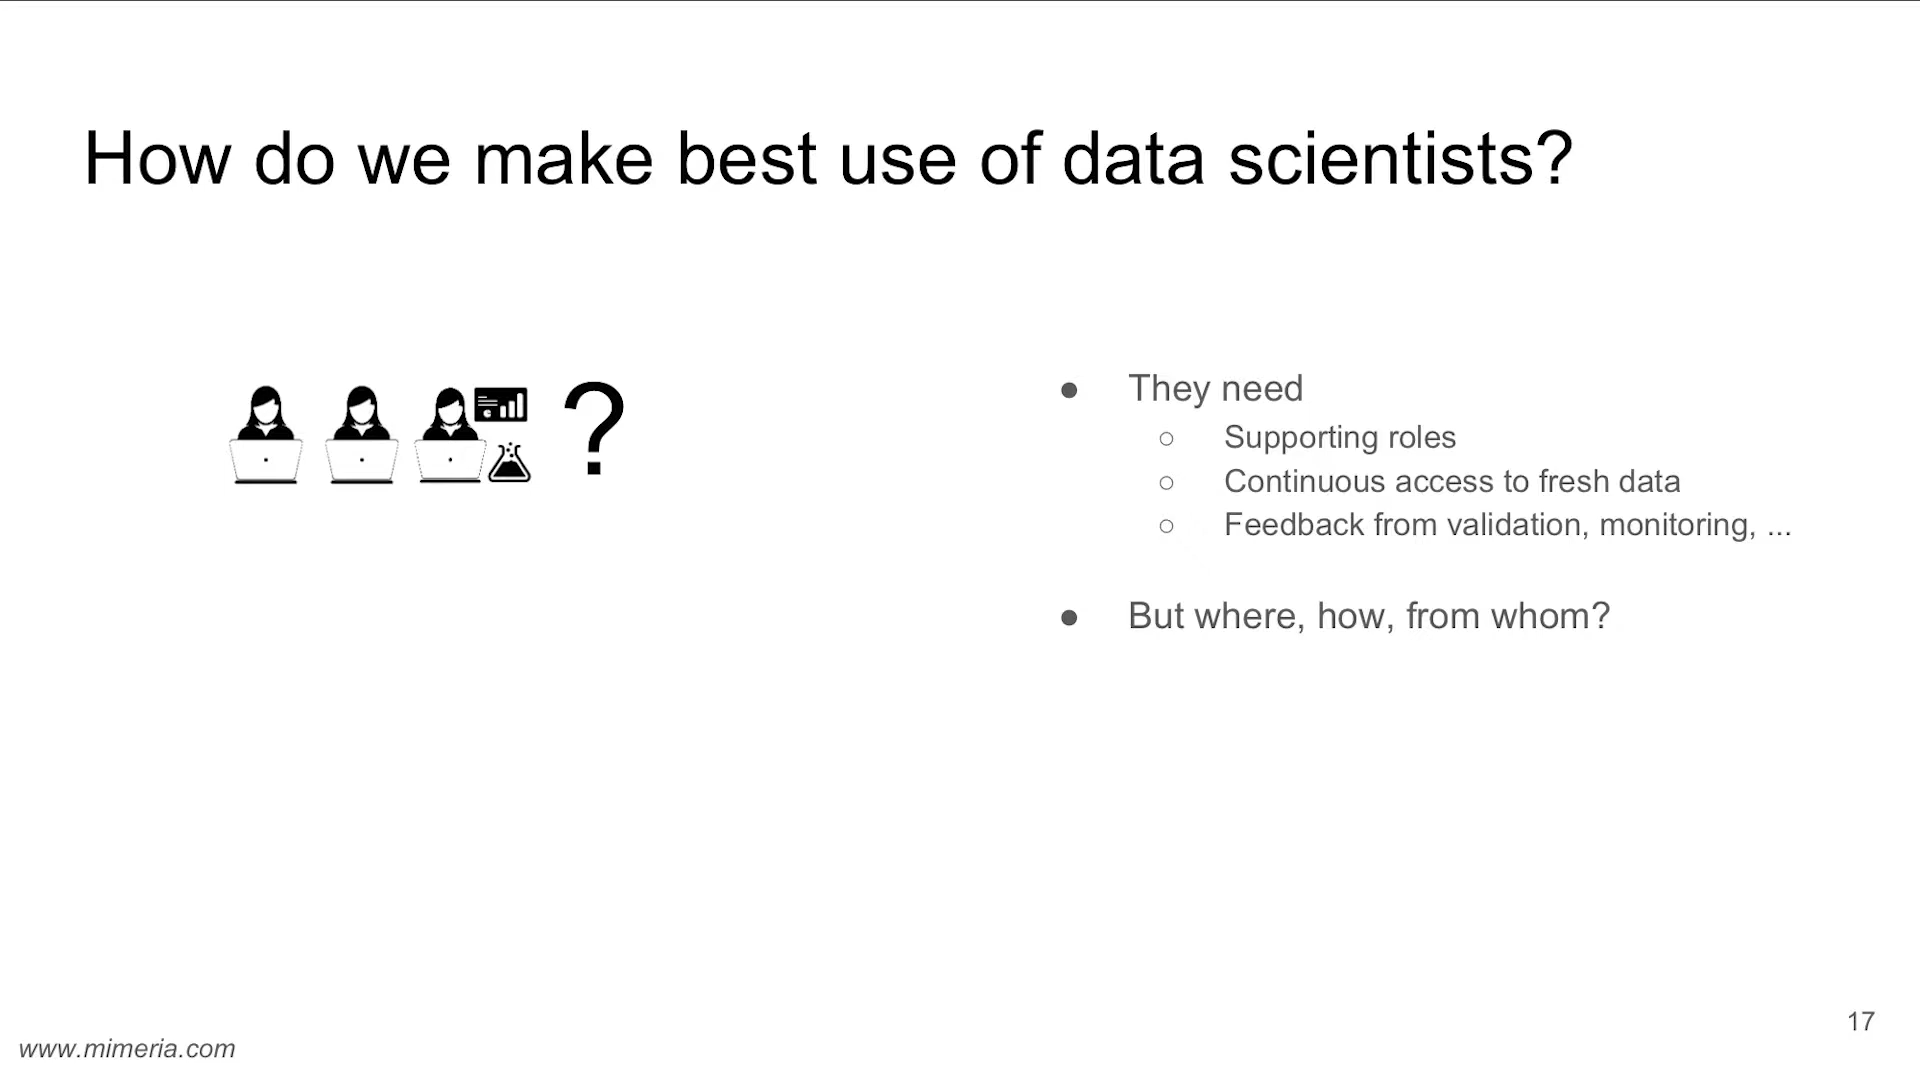 How do we make best use of data scientists?
?
● They need
○ Supporting roles
○ Continuous access to fresh data
○ Feedback from validation, monitoring, ...
● But where, how, from whom?
17
www.mimeria.com